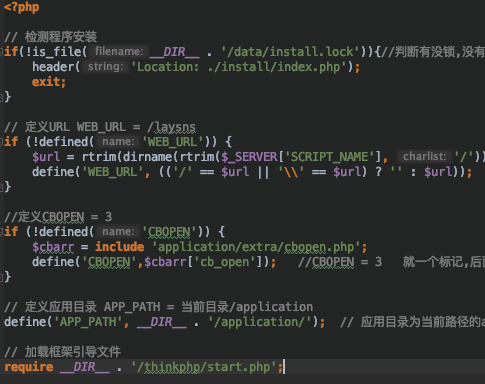 <?php
// 检测程序安装
if(!is_file( filename: __DIR__ . '/data/install.lock')){//判断有没锁,没有
header( string: 'Location: ./install/index.php');
exit;
}
// 定义URL WEB_URL = /laysns
if (!defined( name: 'WEB_URL')) {
$url = rtrim(dirname(rtrim($_SERVER['SCRIPT_NAME'], charlist: '/'))
define('WEB_URL', (('/' == $url || '\\' == $url) ? '' : $url));
}
//定义CBOPEN = 3
if (!defined( name: 'CBOPEN')) {
$cbarr = include 'application/extra/cbopen.php';
define('CBOPEN',$cbarr['cb_open']); //CBOPEN = 3 就一个标记,后面
}
// 定义应用目录 APP_PATH = 当前目录/application
define('APP_PATH', __DIR__ . '/application/'); // 应用目录为当前路径的a
// 加载框架引导文件
require __DIR__ . '/thinkphp/start.php';